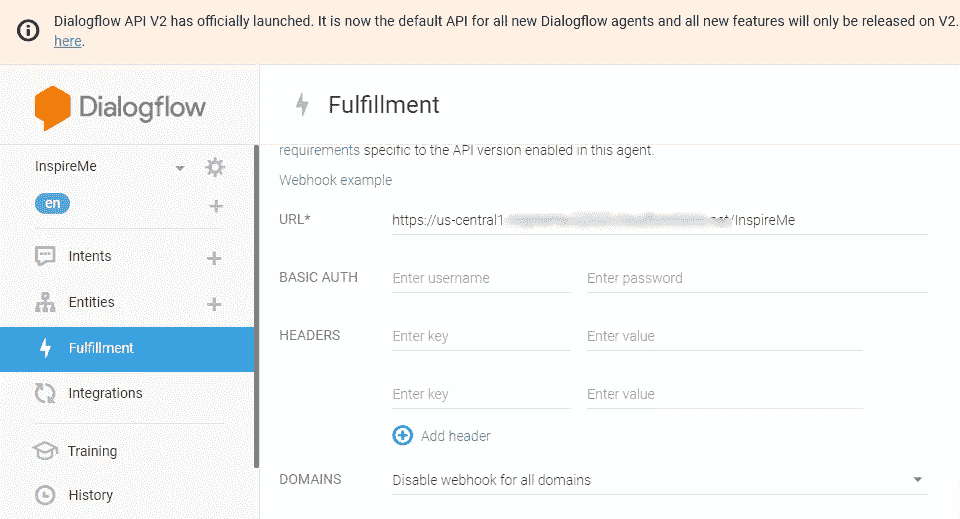 Dialogflow API V2 has officially launched. It is now the default API for all new Dialogflow agents and all new features will only be released on V2.
here.
Dialogflow
Fulfillment
InspireMe
en
Intents
Entities
Fulfillment
Integrations
Training
History
requirements specific to the API version enabled in this agent.
Webhook example
URL*
https://us-central1 /InspireMe
BASIC AUTH
Enter username
Enter password
HEADERS
Enter key
Enter value
Enter key
Enter value
Add header
DOMAINS
Disable webhook for all domains